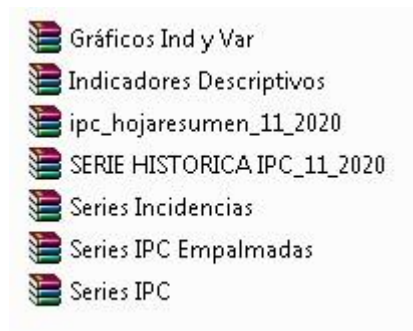 Gráficos Ind y Var
Indicadores Descriptivos
ipc_hojaresumen_11_2020
SERIE HISTORICA IPC_11_2020
Series Incidencias
Series IPC Empalmadas
Series IPC